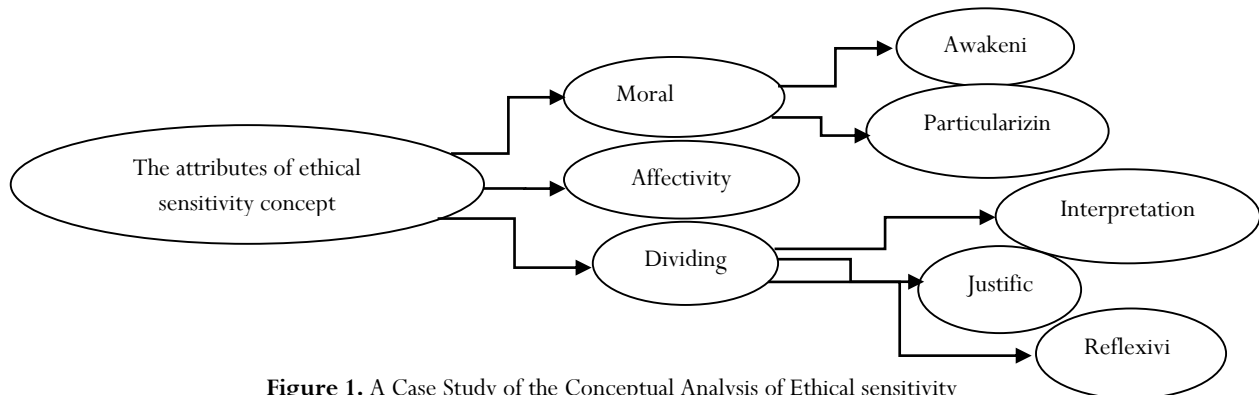 The attributes of ethical
sensitivity concept
Moral
Awakeni
Particularizin
Affectivity
Dividing
Interpretation
Justific
Reflexivi
Figure 1. A Case Study of the Conceptual Analysis of Ethical sensitivity